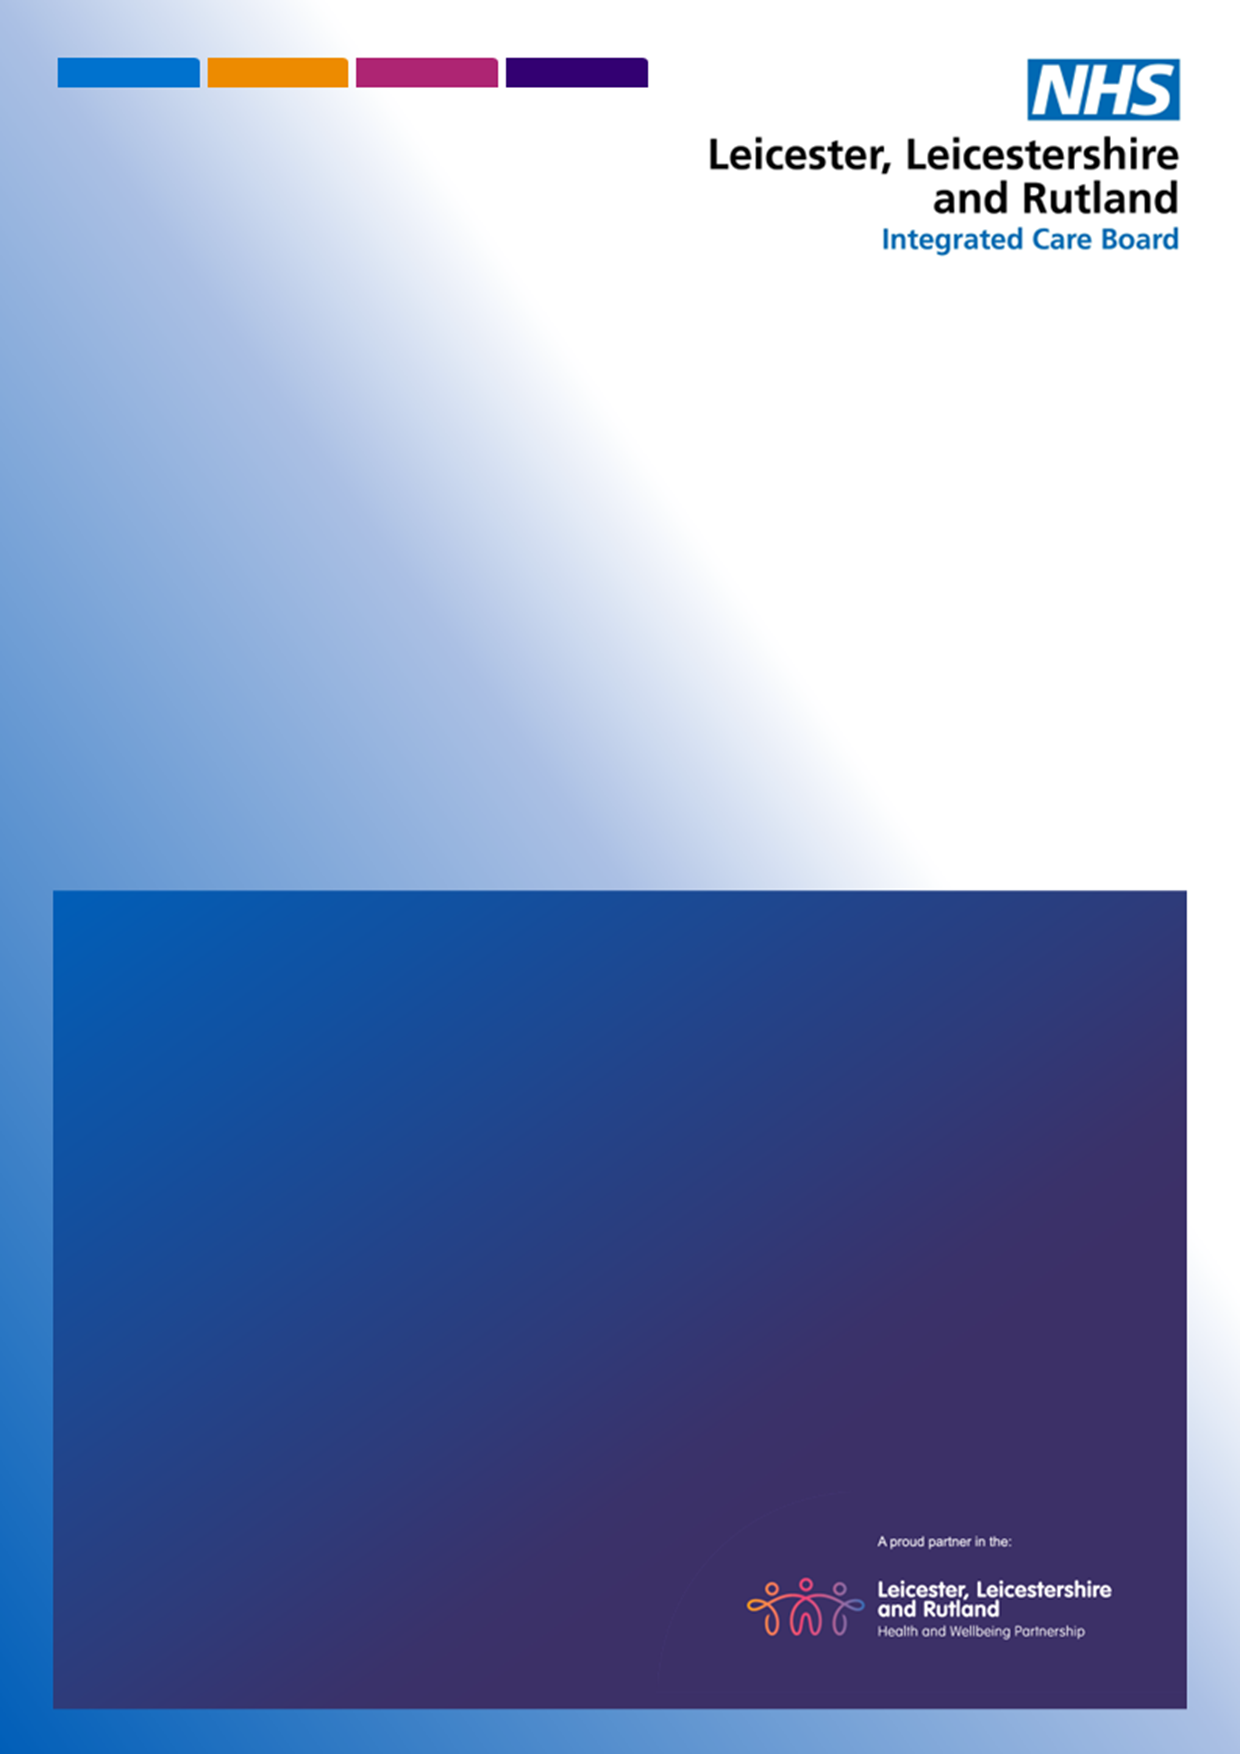 NHS
Leicester, Leicestershire
and Rutland
Integrated Care Board
A proud partner in the:
Leicester, Leicestershire
and Rutland
Health and Wellbeing Partnership